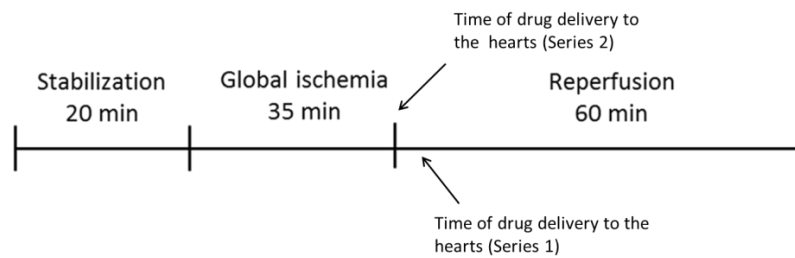 Time of drug delivery to
the hearts (Series 2)
Stabilization
20 min
Global ischemia
35 min
Reperfusion
60 min
Time of drug delivery to the
hearts (Series 1)